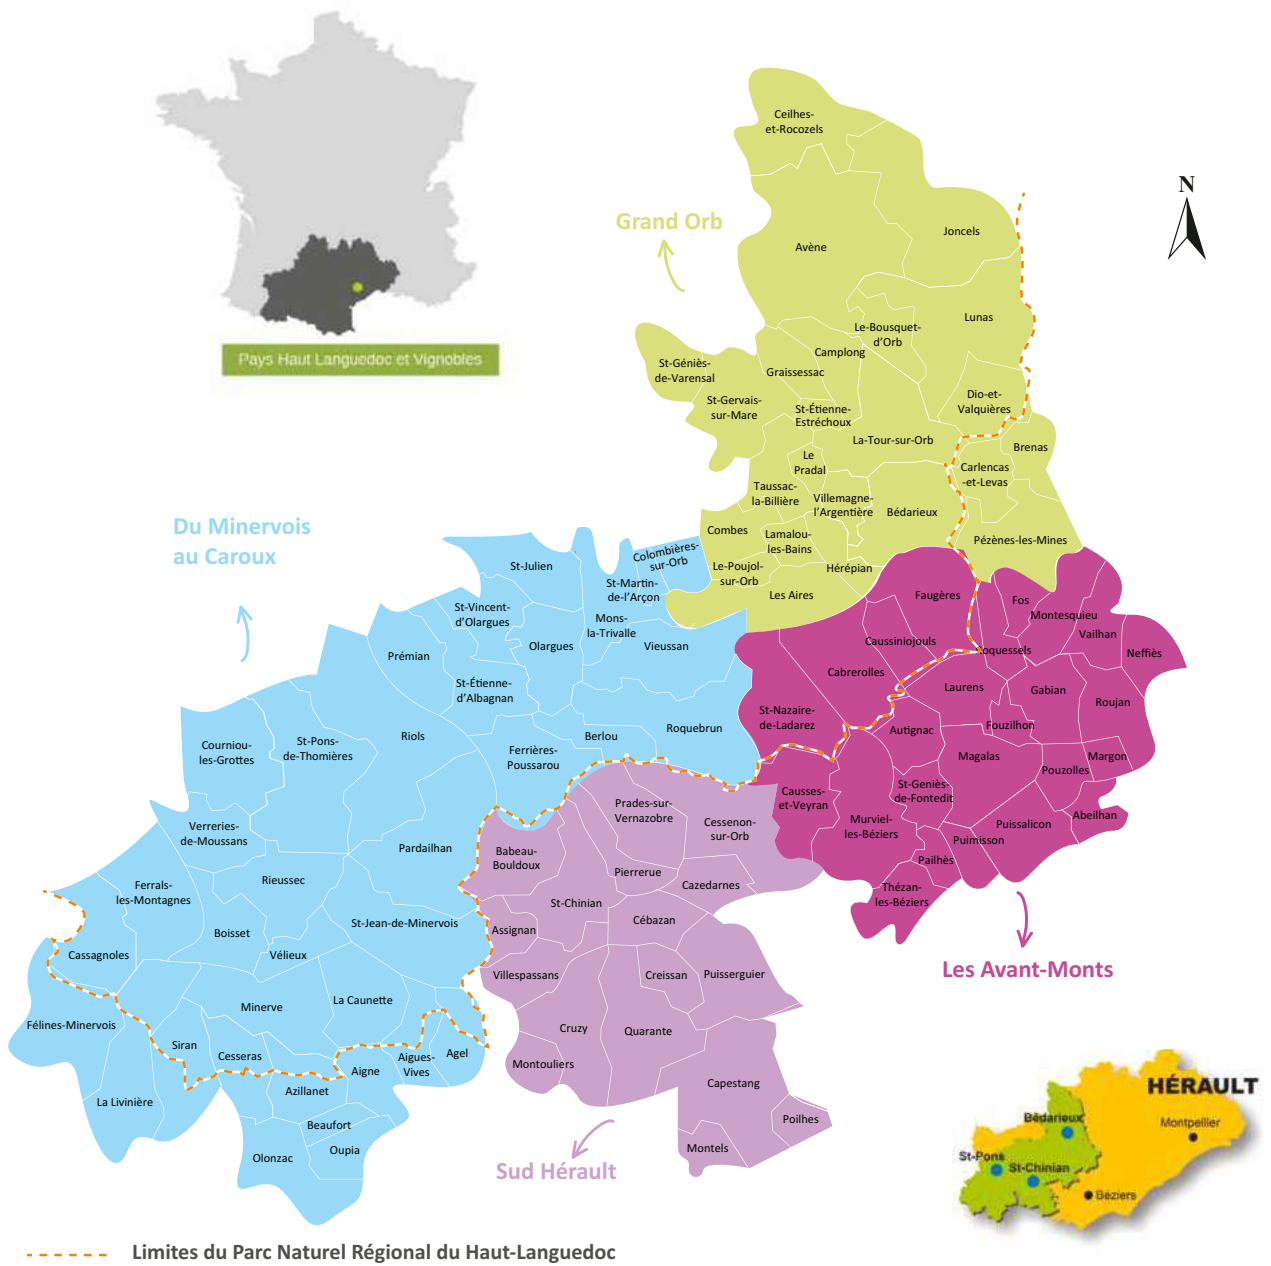 Ceilhes-
et-Rocozels
N
Grand Orb
Joncels
Avène
Lunas
Le-Bousquet-
d'Orb
Camplong
Pays Haut Languedoc et Vignobles
St-Géniès-
de-Varensal
Graissessac
St-Gervais-
sur-Mare
St-Étienne-
Estréchoux
Dio-et-
Valquières
La-Tour-sur-Orb
Brenas
Le
Pradal
Carlencas
-et-Levas
Taussac-
la-Billière
Villemagne-
l'Argentière
Bédarieux
Combes
Lamalou-
les-Bains
Pézènes-les-Mines
Le-Poujol-
sur-Orb
Hérépian
Les Aires
Du Minervois
au Caroux
Colombières-
sur-Orb
St-Julien
St-Martin-
de-l'Arçon
St-Vincent-
d'Olargues
Mons-
la-Trivalle
Olargues
Vieussan
Prémian
St-Étienne-
d'Albagnan
Roquebrun
Berlou
Riols
Ferrières-
Poussarou
St-Pons-
de-Thomières
Courniou-
les-Grottes
Verreries-
de-Moussans
Pardailhan
Rieussec
Ferrals-
les-Montagnes
St-Jean-de-Minervois
Boisset
Vélieux
Cassagnoles
La Caunette
Minerve
Félines-Minervois
Siran
Cesseras
Aigne
Aigues-
Vives
Agel
Azillanet
La Livinière
Beaufort
Oupia
Olonzac
Faugères
Fos
Montesquieu
Vailhan
Neffiès
Caussiniojouls
Roquessels
Cabrerolles
Laurens
Gabian
Roujan
St-Nazaire-
de-Ladarez
Autignac
Fouzilhon
Magalas
Margon
Pouzolles
Causses-
et-Veyran
St-Geniès-
de-Fontedit
Abeilhan
Murviel-
les-Béziers
Puissalicon
Puimisson
Pailhès
Thézan-
les-Béziers
Les Avant-Monts
Prades-sur-
Vernazobre
Cessenon-
sur-Orb
Babeau-
Bouldoux
Pierrerue
Cazedarnes
St-Chinian
Cébazan
Assignan
Villespassans
Creissan
Puisserguier
Cruzy
Quarante
Montouliers
Capestang
Poilhes
Montels
Sud Hérault
HÉRAULT
Bédarieux
Montpellier
St-Pons
St-Chinian
Béziers
Limites du Parc Naturel Régional du Haut-Languedoc